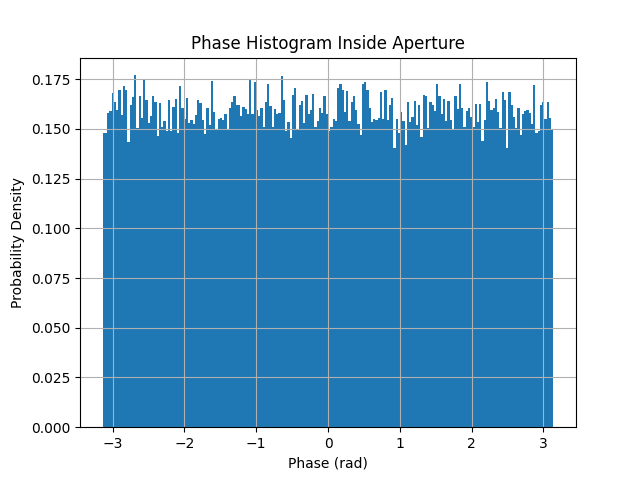 Phase Histogram Inside Aperture
Probability Density
0.175
0.150
0.125
0.100
0.075
0.050
0.025
0.000
−3 −2 −1 0 1 2 3
Phase (rad)